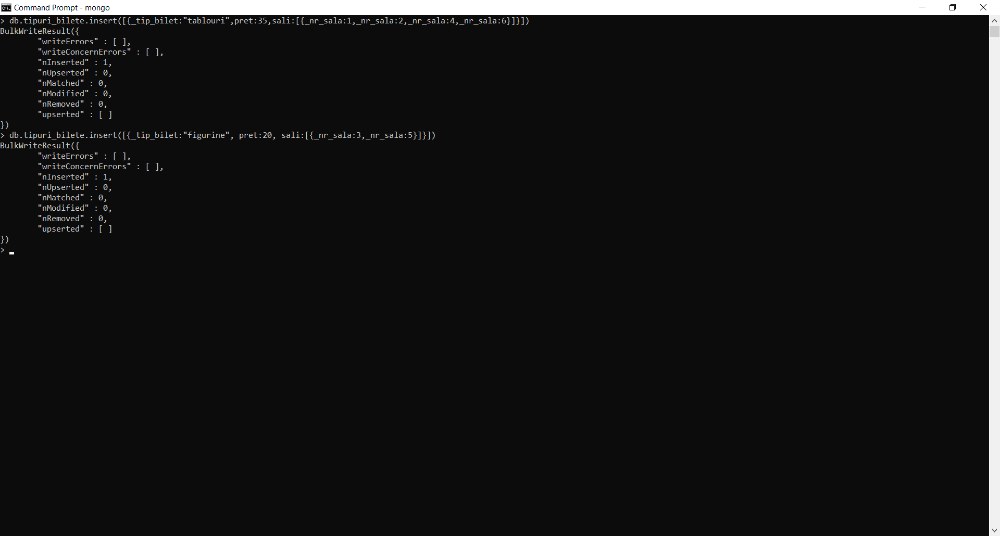 Command Prompt - mongo
> db.tipuri_bilete.insert([{_tip_bilet:"tablouri",pret:35,sali:[{_nr_sala:1,_nr_sala:2,_nr_sala:4,_nr_sala:6}]}])
BulkWriteResult({
        "writeErrors" : [ ],
        "writeConcernErrors" : [ ],
        "nInserted" : 1,
        "nUpserted" : 0,
        "nMatched" : 0,
        "nModified" : 0,
        "nRemoved" : 0,
        "upserted" : [ ]
})
> db.tipuri_bilete.insert([{_tip_bilet:"figurine", pret:20, sali:[{_nr_sala:3,_nr_sala:5}]}])
BulkWriteResult({
        "writeErrors" : [ ],
        "writeConcernErrors" : [ ],
        "nInserted" : 1,
        "nUpserted" : 0,
        "nMatched" : 0,
        "nModified" : 0,
        "nRemoved" : 0,
        "upserted" : [ ]
})
>